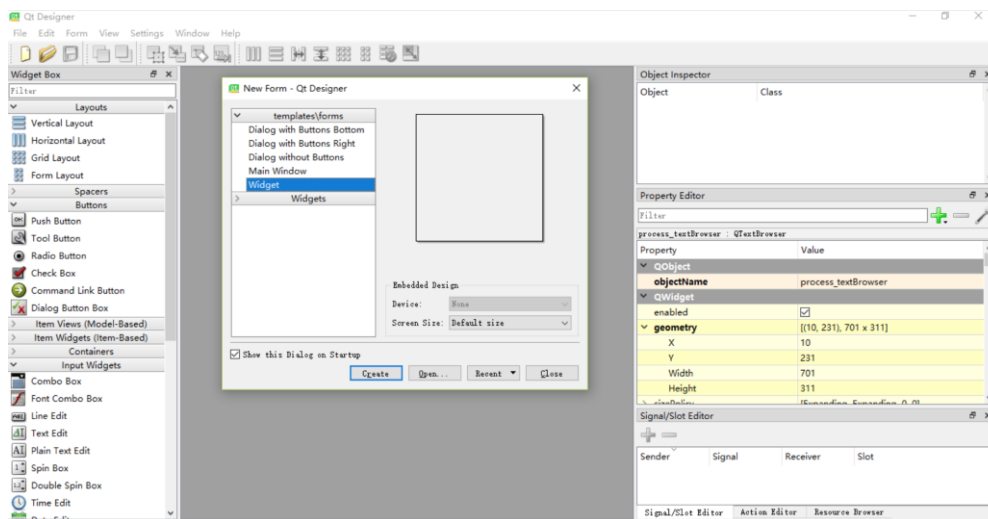 Qt Designer
File Edit Form View Settings Window Help
Widget Box
Filter
Layouts
Vertical Layout
Horizontal Layout
Grid Layout
Form Layout
Spacers
Buttons
Push Button
Tool Button
Radio Button
Check Box
Command Link Button
Dialog Button Box
Item Views (Model-Based)
Item Widgets (Item-Based)
Containers
Input Widgets
Combo Box
Font Combo Box
Line Edit
Text Edit
Plain Text Edit
Spin Box
Double Spin Box
Time Edit
New Form - Qt Designer
templates\forms
Dialog with Buttons Bottom
Dialog with Buttons Right
Dialog without Buttons
Main Window
Widget
Widgets
Embedded Design
Device: None
Screen Size: Default size
Show this Dialog on Startup
Create Open... Recent Close
Object Inspector
Object Class
Property Editor
Filter
process_textBrowser : QTextBrowser
Property Value
QObject
objectName process_textBrowser
QWidget
enabled
geometry [(10, 231), 701 x 311]
X 10
Y 231
Width 701
Height 311
sizePolicy [Expanding, Expanding, 0, 0]
Signal/Slot Editor
Sender Signal Receiver Slot
Signal/Slot Editor Action Editor Resource Browser